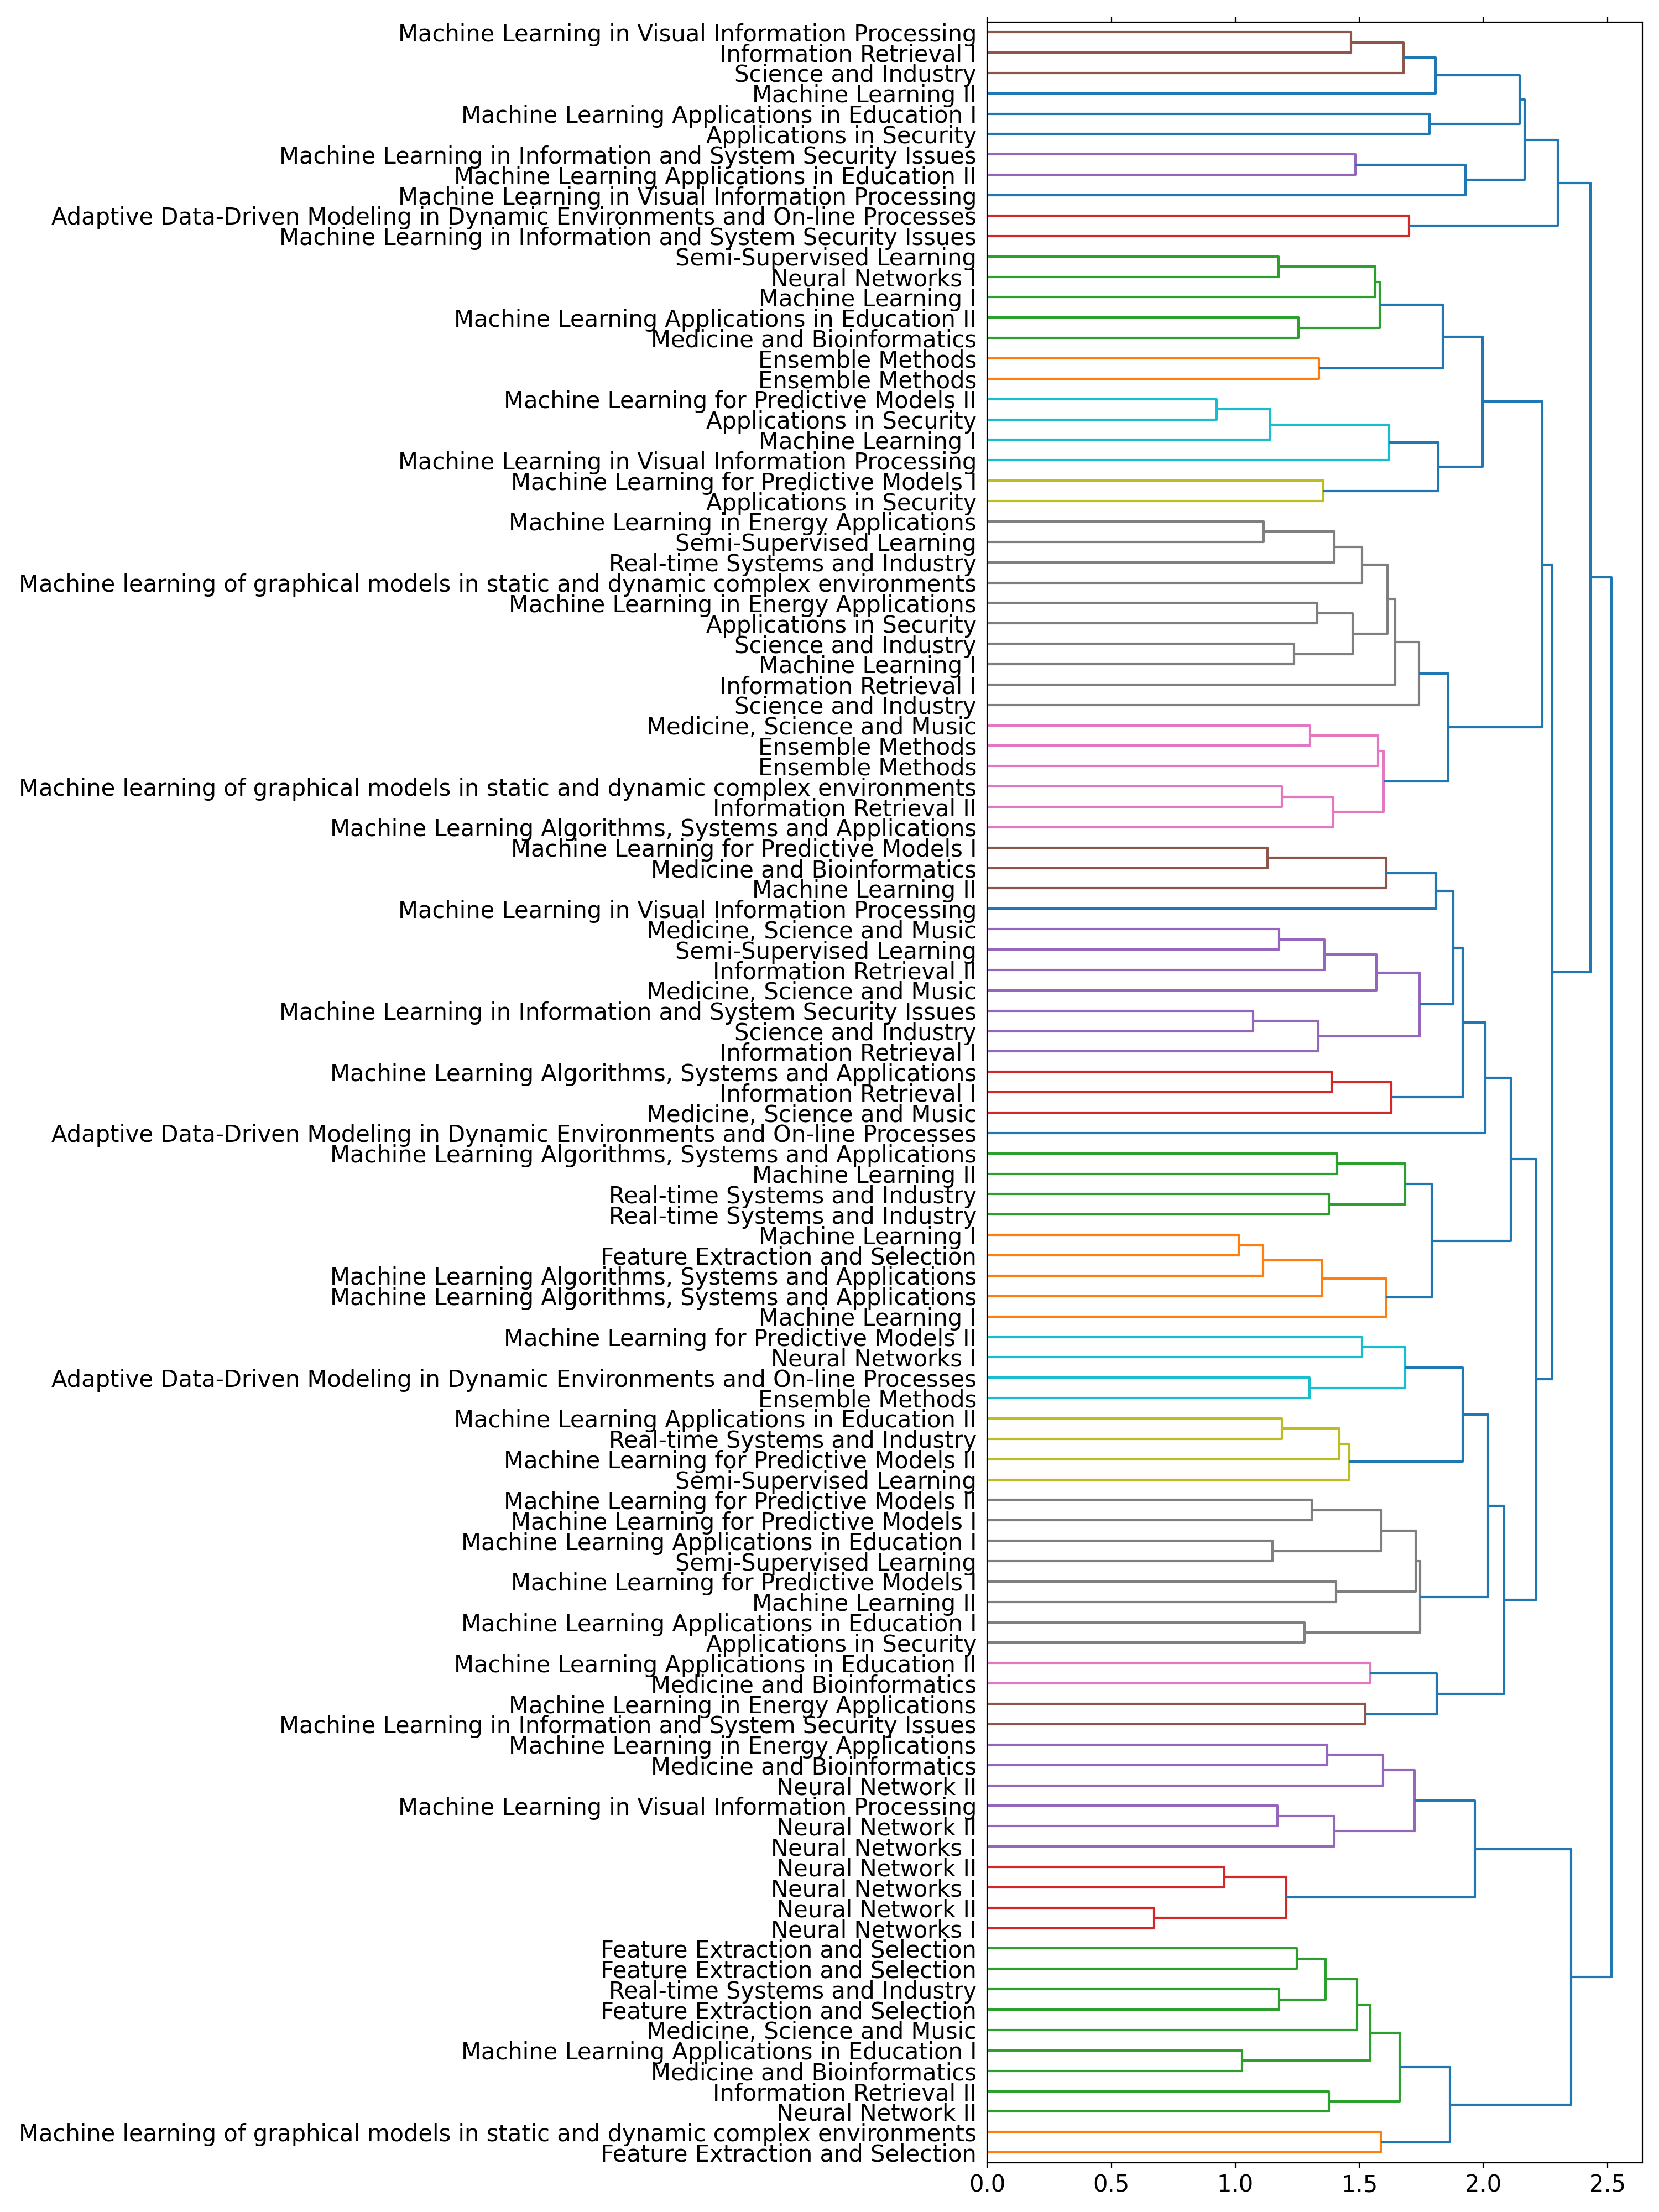 Machine Learning in Visual Information Processing
Information Retrieval I
Science and Industry
Machine Learning II
Machine Learning Applications in Education I
Applications in Security
Machine Learning in Information and System Security Issues
Machine Learning Applications in Education II
Machine Learning in Visual Information Processing
Adaptive Data-Driven Modeling in Dynamic Environments and On-line Processes
Machine Learning in Information and System Security Issues
Semi-Supervised Learning
Neural Networks I
Machine Learning I
Machine Learning Applications in Education II
Medicine and Bioinformatics
Ensemble Methods
Ensemble Methods
Machine Learning for Predictive Models II
Applications in Security
Machine Learning I
Machine Learning in Visual Information Processing
Machine Learning for Predictive Models I
Applications in Security
Machine Learning in Energy Applications
Semi-Supervised Learning
Real-time Systems and Industry
Machine learning of graphical models in static and dynamic complex environments
Machine Learning in Energy Applications
Applications in Security
Science and Industry
Machine Learning I
Information Retrieval I
Science and Industry
Medicine, Science and Music
Ensemble Methods
Ensemble Methods
Machine learning of graphical models in static and dynamic complex environments
Information Retrieval II
Machine Learning Algorithms, Systems and Applications
Machine Learning for Predictive Models I
Medicine and Bioinformatics
Machine Learning II
Machine Learning in Visual Information Processing
Medicine, Science and Music
Semi-Supervised Learning
Information Retrieval II
Medicine, Science and Music
Machine Learning in Information and System Security Issues
Science and Industry
Information Retrieval I
Machine Learning Algorithms, Systems and Applications
Information Retrieval I
Medicine, Science and Music
Adaptive Data-Driven Modeling in Dynamic Environments and On-line Processes
Machine Learning Algorithms, Systems and Applications
Machine Learning II
Real-time Systems and Industry
Real-time Systems and Industry
Machine Learning I
Feature Extraction and Selection
Machine Learning Algorithms, Systems and Applications
Machine Learning Algorithms, Systems and Applications
Machine Learning I
Machine Learning for Predictive Models II
Neural Networks I
Adaptive Data-Driven Modeling in Dynamic Environments and On-line Processes
Ensemble Methods
Machine Learning Applications in Education II
Real-time Systems and Industry
Machine Learning for Predictive Models II
Semi-Supervised Learning
Machine Learning for Predictive Models II
Machine Learning for Predictive Models I
Machine Learning Applications in Education I
Semi-Supervised Learning
Machine Learning for Predictive Models I
Machine Learning II
Machine Learning Applications in Education I
Applications in Security
Machine Learning Applications in Education II
Medicine and Bioinformatics
Machine Learning in Energy Applications
Machine Learning in Information and System Security Issues
Machine Learning in Energy Applications
Medicine and Bioinformatics
Neural Network II
Machine Learning in Visual Information Processing
Neural Network II
Neural Networks I
Neural Network II
Neural Networks I
Neural Network II
Neural Networks I
Feature Extraction and Selection
Feature Extraction and Selection
Real-time Systems and Industry
Feature Extraction and Selection
Medicine, Science and Music
Machine Learning Applications in Education I
Medicine and Bioinformatics
Information Retrieval II
Neural Network II
Machine learning of graphical models in static and dynamic complex environments
Feature Extraction and Selection
0.0 0.5 1.0 1.5 2.0 2.5